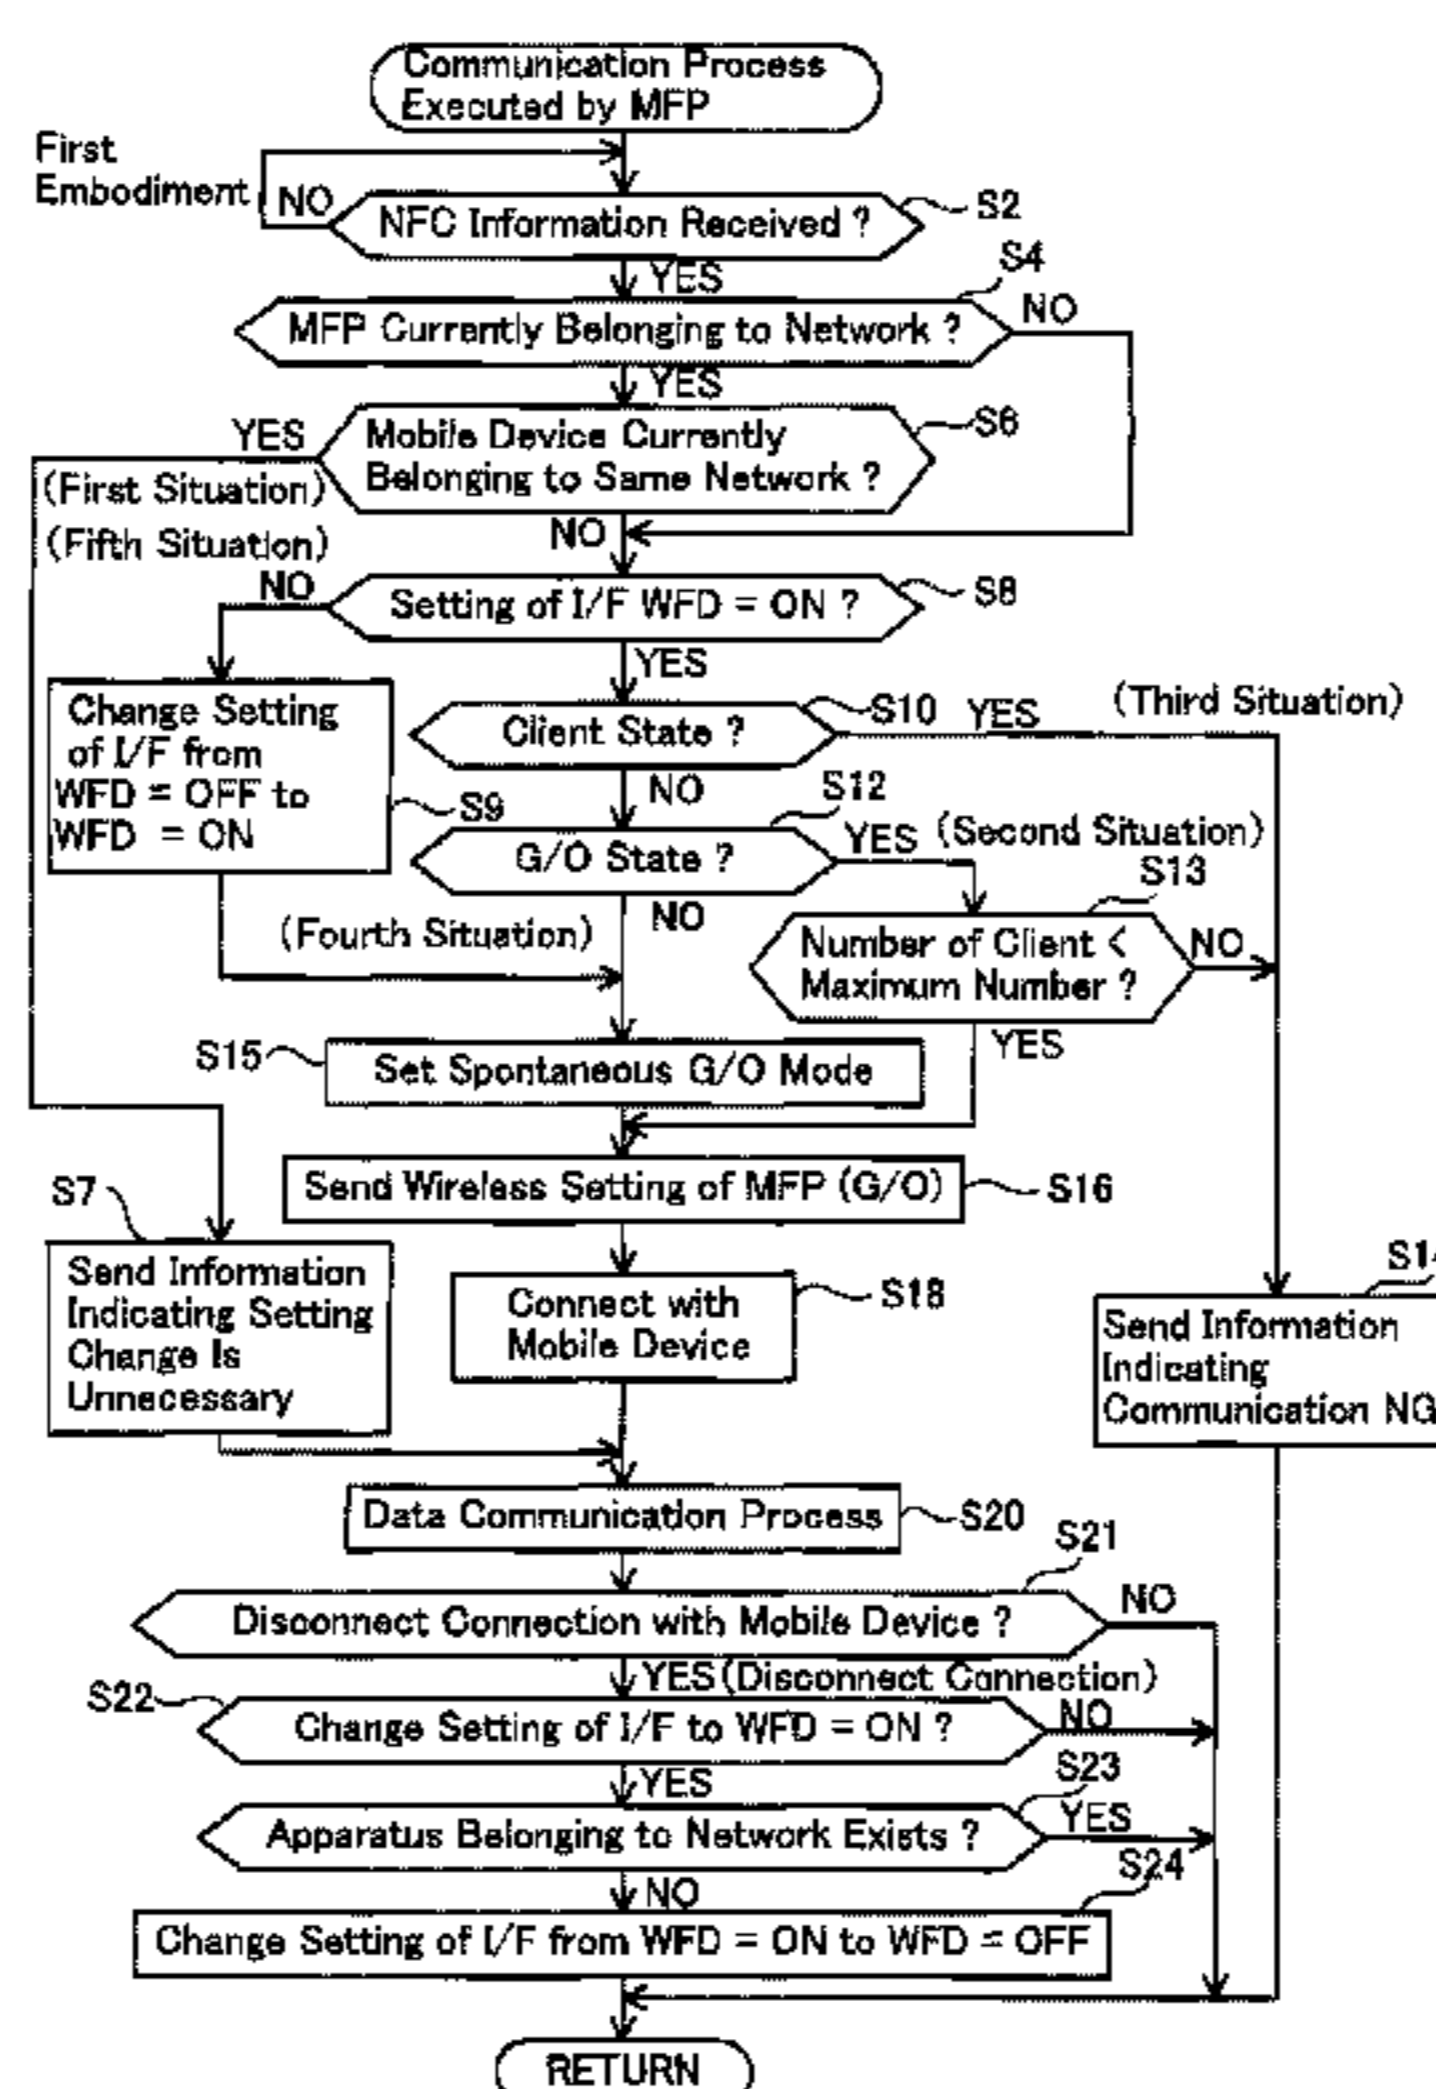 Communication Process
Executed by MFP
First
Embodiment
NO
NFC Information Received ?
S2
YES
S4
MFP Currently Belonging to Network ?
NO
YES
YES
Mobile Device Currently
Belonging to Same Network ?
S6
(First Situation)
(Fifth Situation)
NO
NO
Setting of I/F WFD = ON ?
S8
YES
Change Setting
of I/F from
WFD = OFF to
WFD = ON
S9
Client State ?
S10
YES
(Third Situation)
NO
S12
G/O State ?
YES
(Second Situation)
S13
NO
(Fourth Situation)
Number of Client <
Maximum Number ?
NO
YES
S15
Set Spontaneous G/O Mode
Send Wireless Setting of MFP (G/O)
S16
S7
Send Information
Indicating Setting
Change Is
Unnecessary
Connect with
Mobile Device
S18
Send Information
Indicating
Communication NG
Data Communication Process
S20
S21
Disconnect Connection with Mobile Device ?
NO
YES (Disconnect Connection)
S22
Change Setting of I/F to WFD = ON ?
NO
YES
S23
Apparatus Belonging to Network Exists ?
YES
NO
S24
Change Setting of I/F from WFD = ON to WFD = OFF
RETURN